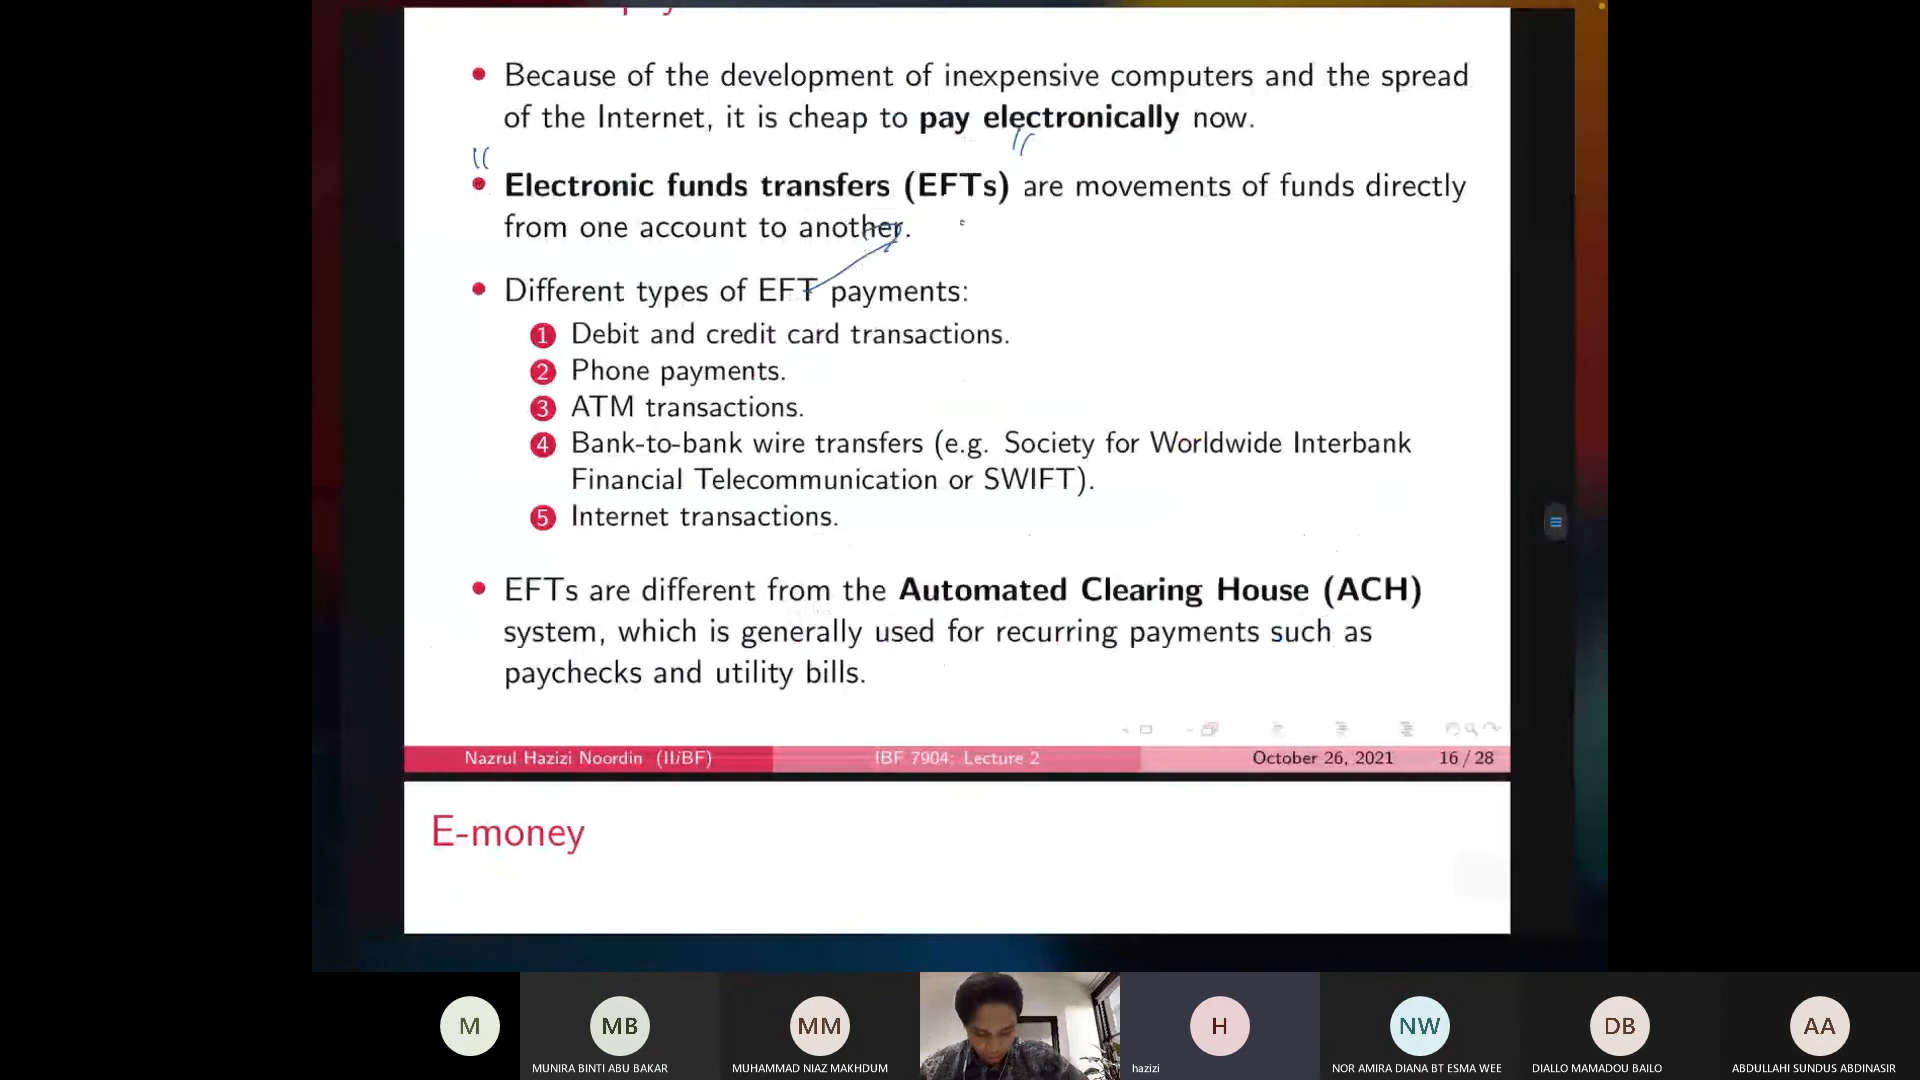 Because of the development of inexpensive computers and the spread
of the Internet, it is cheap to pay electronically now.
Electronic funds transfers (EFTs) are movements of funds directly
from one account to another.
Different types of EFT payments:
1 Debit and credit card transactions.
2 Phone payments.
3 ATM transactions.
4 Bank-to-bank wire transfers (e.g. Society for Worldwide Interbank
Financial Telecommunication or SWIFT).
5 Internet transactions.
EFTs are different from the Automated Clearing House (ACH)
system, which is generally used for recurring payments such as
paychecks and utility bills.
Nazrul Hazizi Noordin (IIiBF) IBF 7904: Lecture 2 October 26, 2021 16 / 28
E-money
M MB MM H NW DB AA
MUNIRA BINTI ABU BAKAR MUHAMMAD NIAZ MAKHDUM hazizi NOR AMIRA DIANA BT ESMA WEE DIALLO MAMADOU BAILO ABDULLAHI SUNDUS ABDINASIR